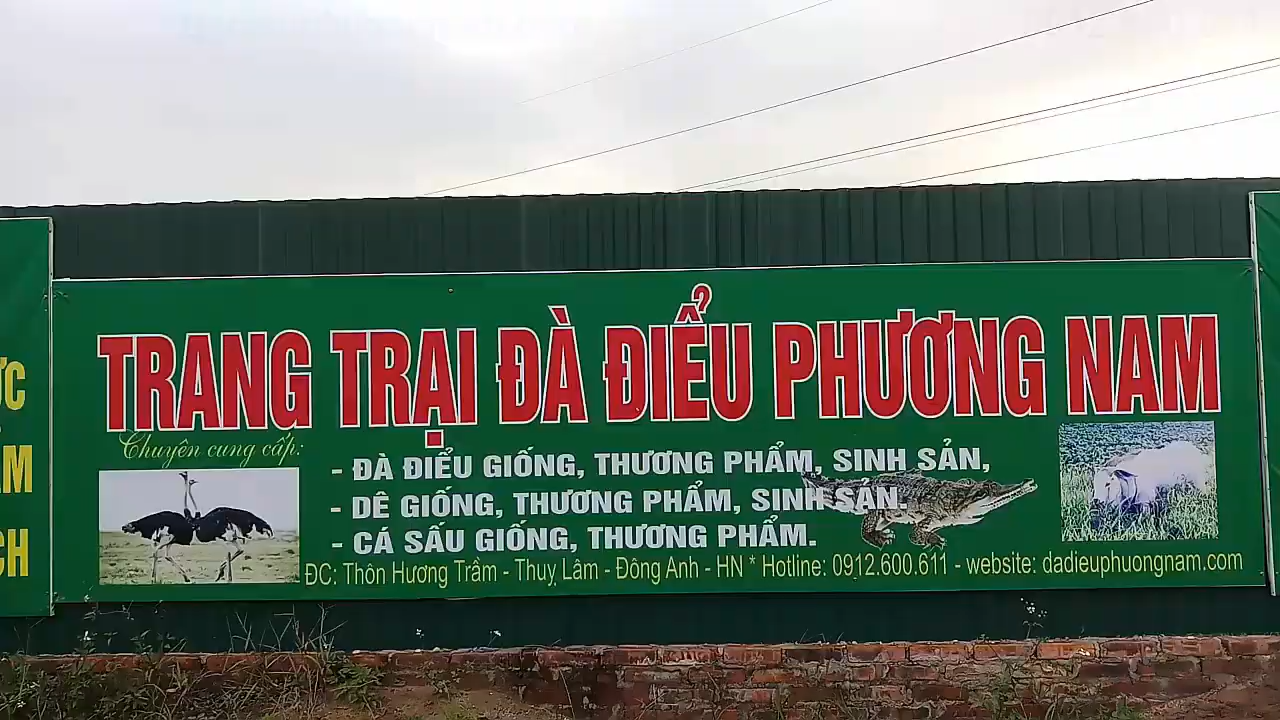 TRANG TRẠI ĐÀ ĐIỂU PHƯƠNG NAM
Chuyên cung cấp:
- ĐÀ ĐIỂU GIỐNG, THƯƠNG PHẨM, SINH SẢN,
- DÊ GIỐNG, THƯƠNG PHẨM, SINH SẢN.
- CÁ SẤU GIỐNG, THƯƠNG PHẨM.
ĐC: Thôn Hương Trầm - Thuỵ Lâm - Đông Anh - HN * Hotline: 0912.600.611 - website: dadieuphuongnam.com